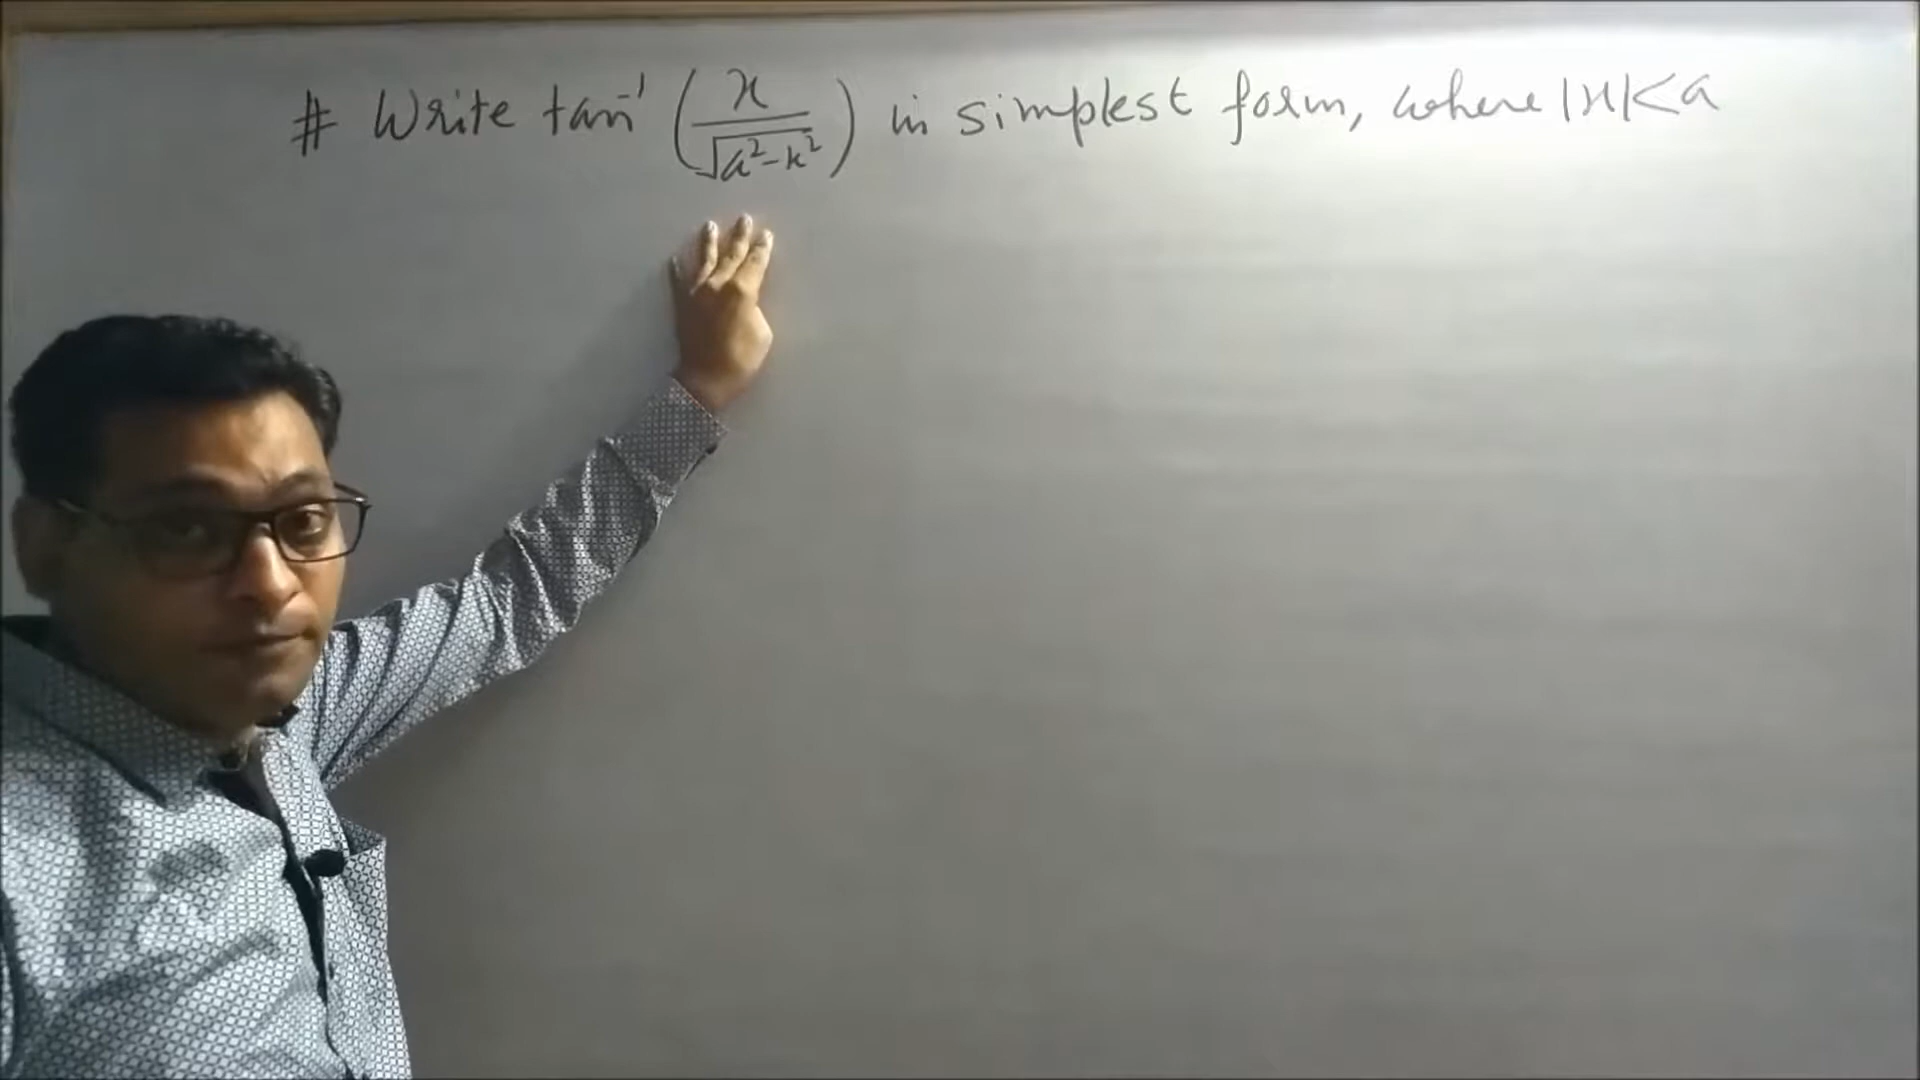 # Write tan⁻¹ (x/√(a²-x²)) in simplest form, where |x|<a